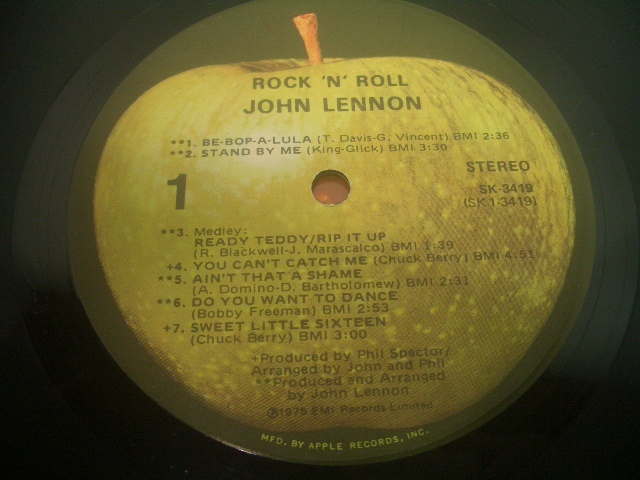 ROCK 'N' ROLL
JOHN LENNON
**1. BE-BOP-A-LULA (T. Davis-G. Vincent) BMI 2:36
**2. STAND BY ME (King-Glick) BMI 3:30
STEREO
1
SK-3419
(SK 1-3419)
**3. Medley:
READY TEDDY/RIP IT UP
(R. Blackwell-J. Marascalco) BMI 1:39
+4. YOU CAN'T CATCH ME (Chuck Berry) BMI 4:51
**5. AIN'T THAT A SHAME
(A. Domino-D. Bartholomew) BMI 2:31
**6. DO YOU WANT TO DANCE
(Bobby Freeman) BMI 2:53
+7. SWEET LITTLE SIXTEEN
(Chuck Berry) BMI 3:00
+Produced by Phil Spector/
Arranged by John and Phil
**Produced and Arranged
by John Lennon
℗1975 EMI Records Limited
MFD. BY APPLE RECORDS, INC.